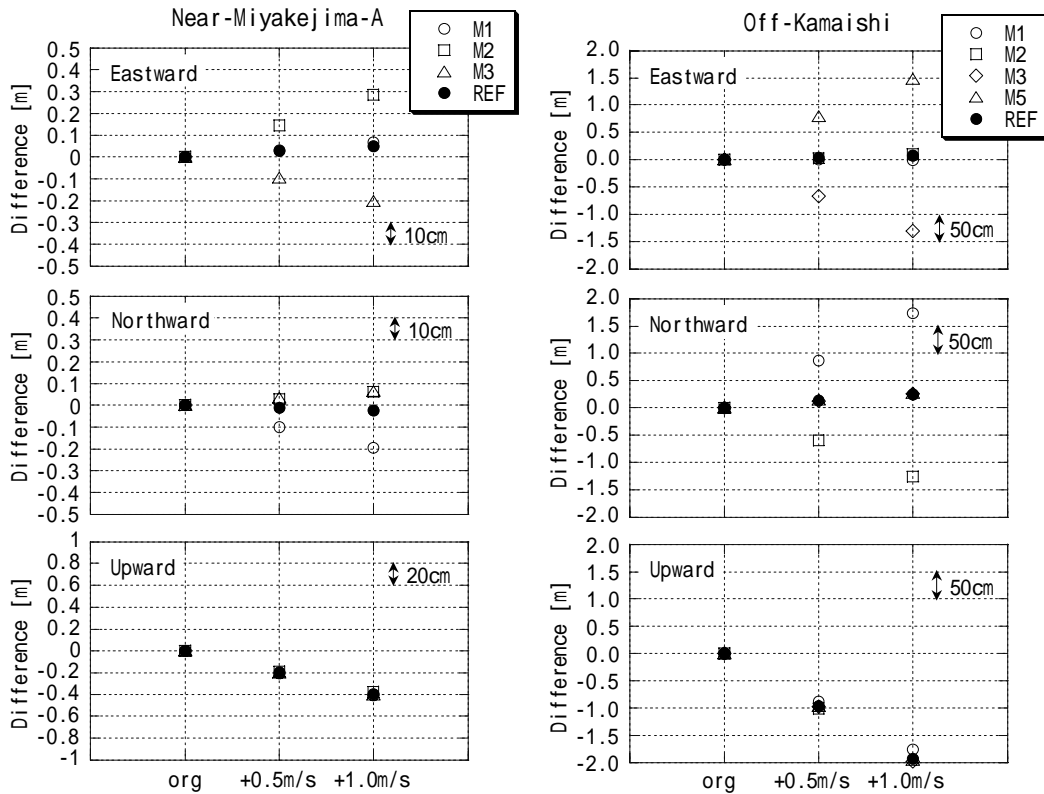 Near-Miyakejima-A
M1
M2
M3
REF
Difference [m]
0.5
0.4
0.3
0.2
0.1
0
-0.1
-0.2
-0.3
-0.4
-0.5
Eastward
10cm
Difference [m]
0.5
0.4
0.3
0.2
0.1
0
-0.1
-0.2
-0.3
-0.4
-0.5
Northward
10cm
Difference [m]
1
0.8
0.6
0.4
0.2
0
-0.2
-0.4
-0.6
-0.8
-1
Upward
20cm
org +0.5m/s +1.0m/s
Off-Kamaishi
M1
M2
M3
M5
REF
Difference [m]
2.0
1.5
1.0
0.5
0.0
-0.5
-1.0
-1.5
-2.0
Eastward
50cm
Difference [m]
2.0
1.5
1.0
0.5
0.0
-0.5
-1.0
-1.5
-2.0
Northward
50cm
Difference [m]
2.0
1.5
1.0
0.5
0.0
-0.5
-1.0
-1.5
-2.0
Upward
50cm
org +0.5m/s +1.0m/s